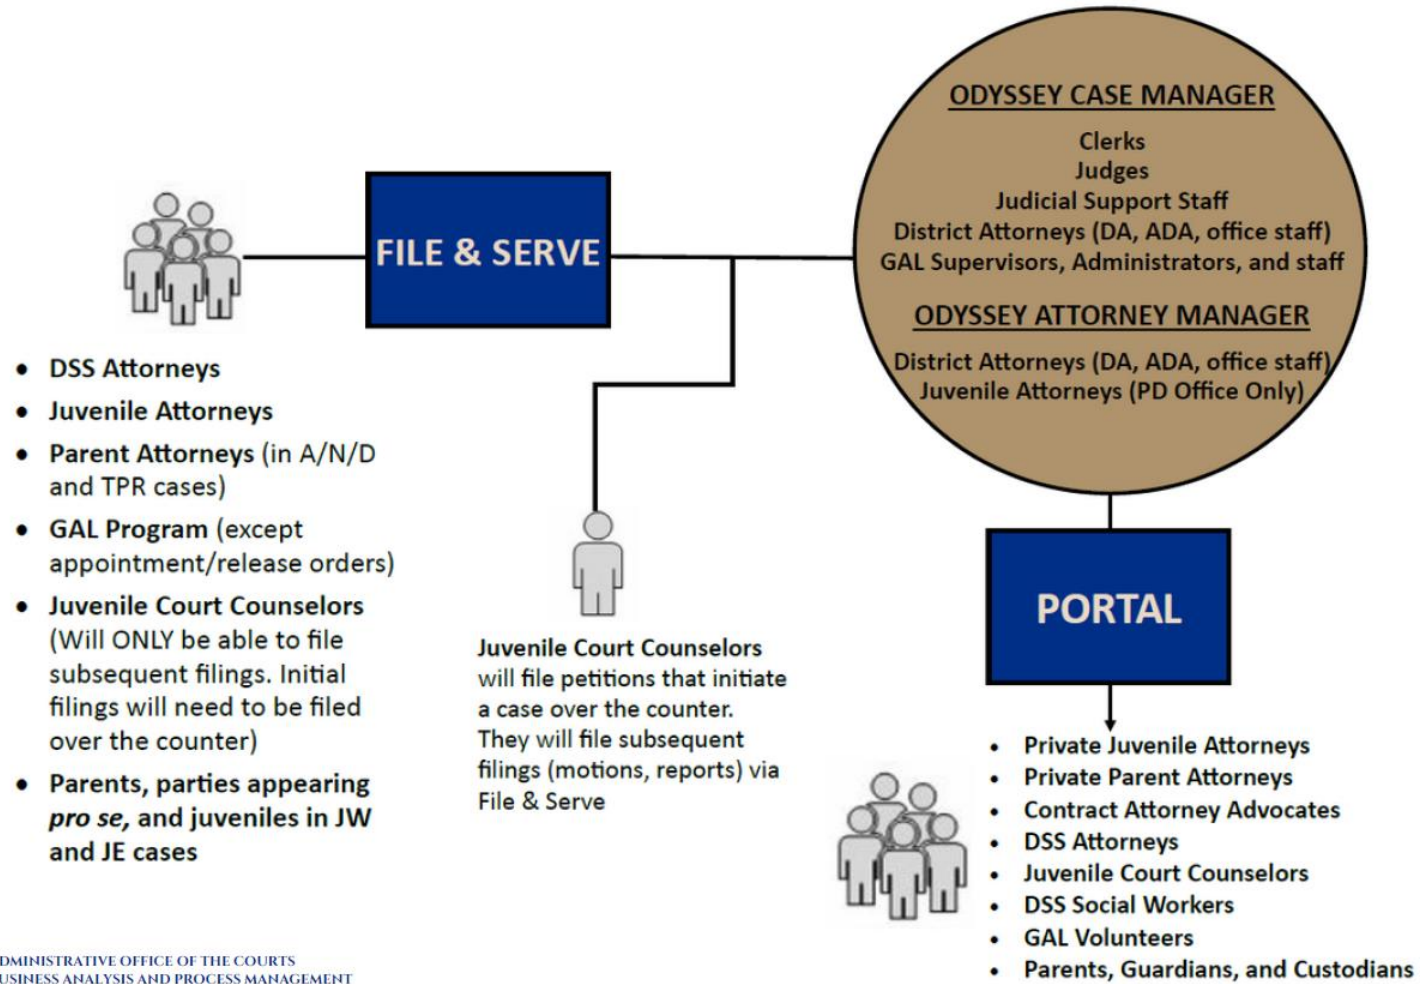 ODYSSEY CASE MANAGER
Clerks
Judges
Judicial Support Staff
District Attorneys (DA, ADA, office staff)
GAL Supervisors, Administrators, and staff
ODYSSEY ATTORNEY MANAGER
District Attorneys (DA, ADA, office staff)
Juvenile Attorneys (PD Office Only)
FILE & SERVE
• DSS Attorneys
• Juvenile Attorneys
• Parent Attorneys (in A/N/D
and TPR cases)
• GAL Program (except
appointment/release orders)
• Juvenile Court Counselors
(Will ONLY be able to file
subsequent filings. Initial
filings will need to be filed
over the counter)
• Parents, parties appearing
pro se, and juveniles in JW
and JE cases
Juvenile Court Counselors
will file petitions that initiate
a case over the counter.
They will file subsequent
filings (motions, reports) via
File & Serve
PORTAL
• Private Juvenile Attorneys
• Private Parent Attorneys
• Contract Attorney Advocates
• DSS Attorneys
• Juvenile Court Counselors
• DSS Social Workers
• GAL Volunteers
• Parents, Guardians, and Custodians
DMINISTRATIVE OFFICE OF THE COURTS
USINESS ANALYSIS AND PROCESS MANAGEMENT